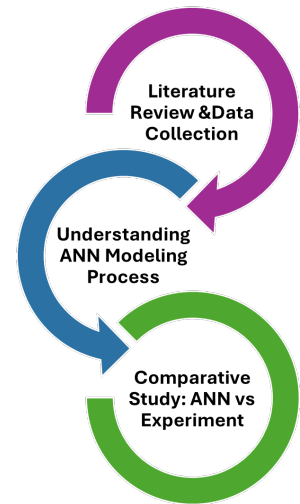 Literature
Review &Data
Collection
Understanding
ANN Modeling
Process
Comparative
Study: ANN vs
Experiment